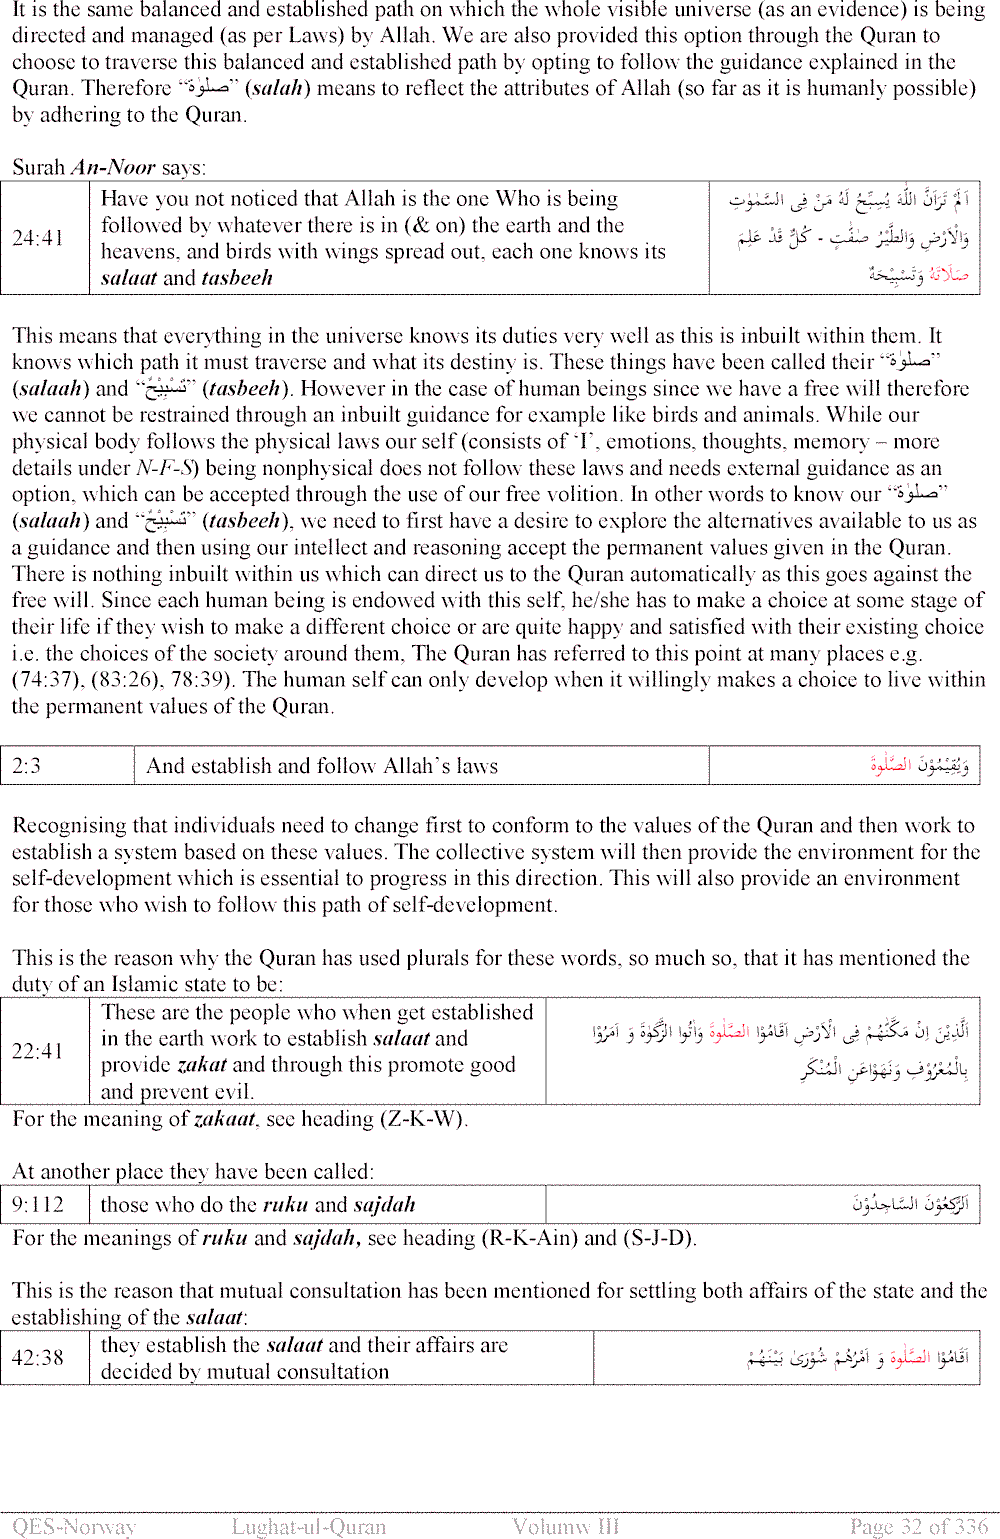 It is the same balanced and established path on which the whole visible universe (as an evidence) is being
directed and managed (as per Laws) by Allah. We are also provided this option through the Quran to
choose to traverse this balanced and established path by opting to follow the guidance explained in the
Quran. Therefore “صلوٰۃ” (salah) means to reflect the attributes of Allah (so far as it is humanly possible)
by adhering to the Quran.
Surah An-Noor says:
24:41
Have you not noticed that Allah is the one Who is being
followed by whatever there is in (& on) the earth and the
heavens, and birds with wings spread out, each one knows its
salaat and tasbeeh
اَلَمْ تَرَاَنَّ اللّٰهَ يُسَبِّحُ لَهٗ مَنْ فِى السَّمٰوٰتِ
وَالْاَرْضِ وَالطَّيْرُ صٰفّٰتٍ - كُلٌّ قَدْ عَلِمَ
صَلَاتَهٗ وَتَسْبِيْحَهٗ
This means that everything in the universe knows its duties very well as this is inbuilt within them. It
knows which path it must traverse and what its destiny is. These things have been called their “صلوٰۃ”
(salaah) and “تَسْبِيْحٌ” (tasbeeh). However in the case of human beings since we have a free will therefore
we cannot be restrained through an inbuilt guidance for example like birds and animals. While our
physical body follows the physical laws our self (consists of ‘I’, emotions, thoughts, memory – more
details under N-F-S) being nonphysical does not follow these laws and needs external guidance as an
option, which can be accepted through the use of our free volition. In other words to know our “صلوٰۃ”
(salaah) and “تَسْبِيْحٌ” (tasbeeh), we need to first have a desire to explore the alternatives available to us as
a guidance and then using our intellect and reasoning accept the permanent values given in the Quran.
There is nothing inbuilt within us which can direct us to the Quran automatically as this goes against the
free will. Since each human being is endowed with this self, he/she has to make a choice at some stage of
their life if they wish to make a different choice or are quite happy and satisfied with their existing choice
i.e. the choices of the society around them, The Quran has referred to this point at many places e.g.
(74:37), (83:26), 78:39). The human self can only develop when it willingly makes a choice to live within
the permanent values of the Quran.
2:3
And establish and follow Allah’s laws
وَيُقِيْمُوْنَ الصَّلٰوةَ
Recognising that individuals need to change first to conform to the values of the Quran and then work to
establish a system based on these values. The collective system will then provide the environment for the
self-development which is essential to progress in this direction. This will also provide an environment
for those who wish to follow this path of self-development.
This is the reason why the Quran has used plurals for these words, so much so, that it has mentioned the
duty of an Islamic state to be:
22:41
These are the people who when get established
in the earth work to establish salaat and
provide zakat and through this promote good
and prevent evil.
اَلَّذِيْنَ اِنْ مَكَّنّٰهُمْ فِى الْاَرْضِ اَقَامُوْا الصَّلٰوةَ وَاٰتُوا الزَّكٰوةَ وَ اَمَرُوْا
بِالْمَعْرُوْفِ وَنَهَوْاعَنِ الْمُنْكَرِ
For the meaning of zakaat, see heading (Z-K-W).
At another place they have been called:
9:112
those who do the ruku and sajdah
اَلرّٰكِعُوْنَ السَّاجِدُوْنَ
For the meanings of ruku and sajdah, see heading (R-K-Ain) and (S-J-D).
This is the reason that mutual consultation has been mentioned for settling both affairs of the state and the
establishing of the salaat:
42:38
they establish the salaat and their affairs are
decided by mutual consultation
اَقَامُوْا الصَّلٰوةَ وَ اَمْرُهُمْ شُوْرٰىٰ بَيْنَهُمْ
QES-Norway Lughat-ul-Quran Volumw III Page 32 of 336